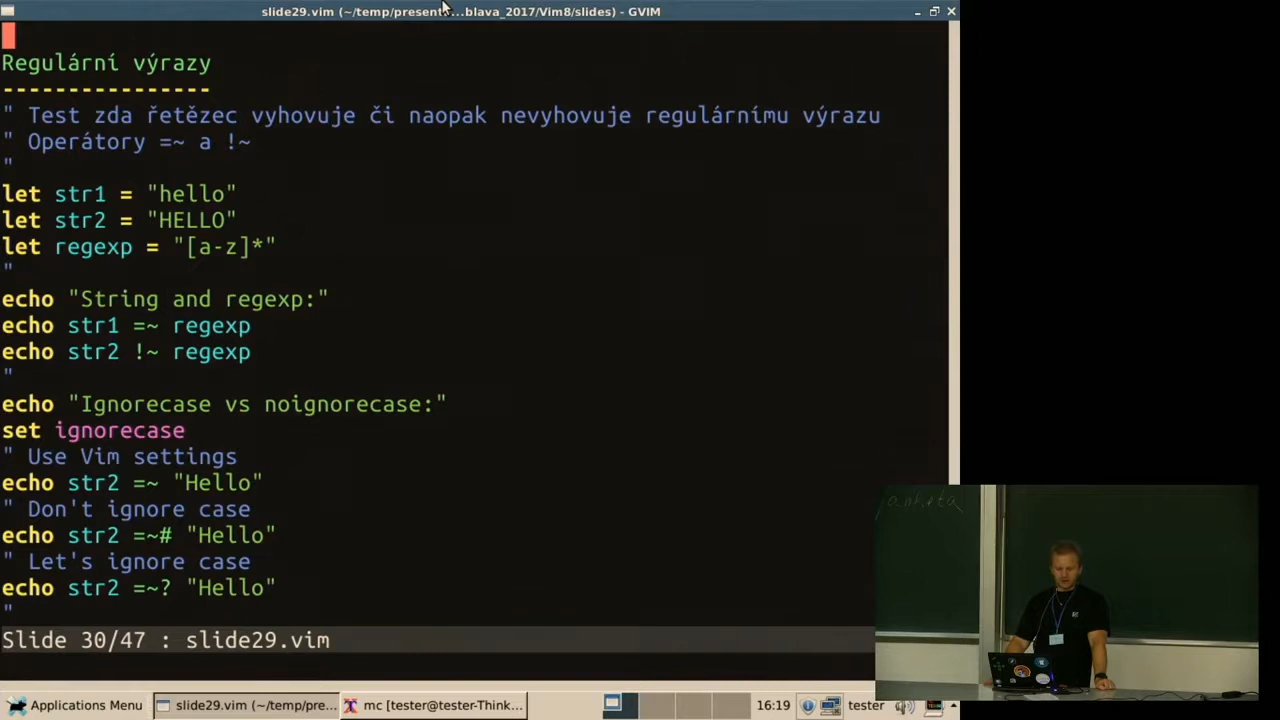 slide29.vim (~/temp/present...blava_2017/Vim8/slides) - GVIM
Regulární výrazy
----------------
" Test zda řetězec vyhovuje či naopak nevyhovuje regulárnímu výrazu
" Operátory =~ a !~
"
let str1 = "hello"
let str2 = "HELLO"
let regexp = "[a-z]*"
"
echo "String and regexp:"
echo str1 =~ regexp
echo str2 !~ regexp
"
echo "Ignorecase vs noignorecase:"
set ignorecase
" Use Vim settings
echo str2 =~ "Hello"
" Don't ignore case
echo str2 =~# "Hello"
" Let's ignore case
echo str2 =~? "Hello"
"
Slide 30/47 : slide29.vim
Applications Menu
slide29.vim (~/temp/pre...
mc [tester@tester-Think...
16:19
tester